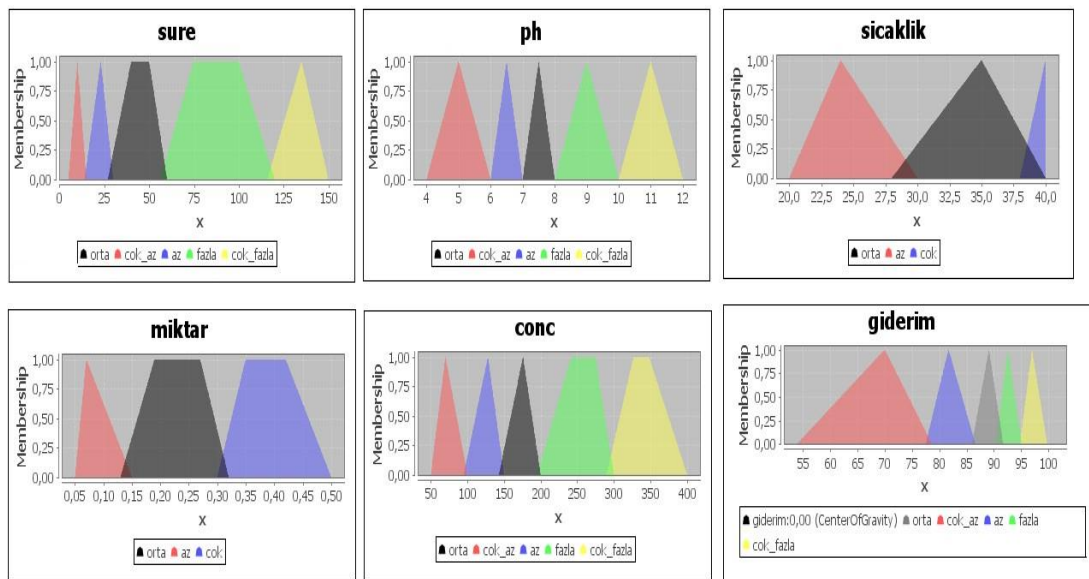 sure
Membership
1,00
0,75
0,50
0,25
0,00
0 25 50 75 100 125 150
X
orta cok_az az fazla cok_fazla
ph
Membership
1,00
0,75
0,50
0,25
0,00
4 5 6 7 8 9 10 11 12
X
orta cok_az az fazla cok_fazla
sicaklik
Membership
1,00
0,75
0,50
0,25
0,00
20,0 22,5 25,0 27,5 30,0 32,5 35,0 37,5 40,0
X
orta az cok
miktar
Membership
1,00
0,75
0,50
0,25
0,00
0,05 0,10 0,15 0,20 0,25 0,30 0,35 0,40 0,45 0,50
X
orta az cok
conc
Membership
1,00
0,75
0,50
0,25
0,00
50 100 150 200 250 300 350 400
X
orta cok_az az fazla cok_fazla
giderim
Membership
1,00
0,75
0,50
0,25
0,00
55 60 65 70 75 80 85 90 95 100
X
giderim:0,00 (CenterOfGravity) orta cok_az az fazla
cok_fazla